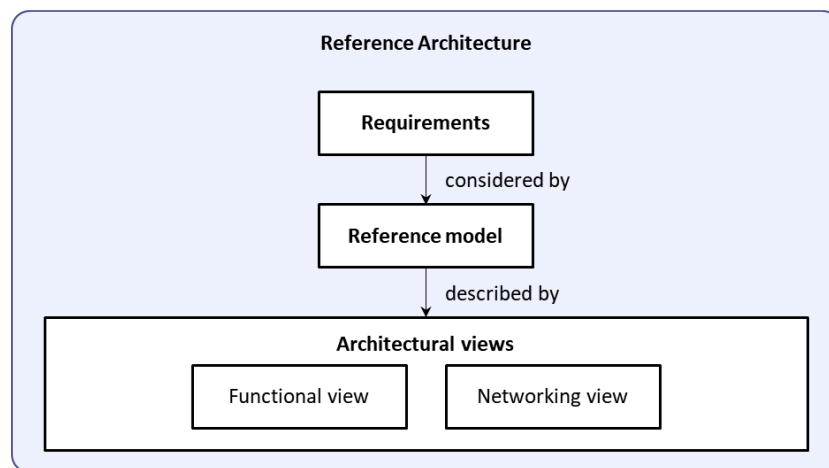 Reference Architecture
Requirements
considered by
Reference model
described by
Architectural views
Functional view
Networking view